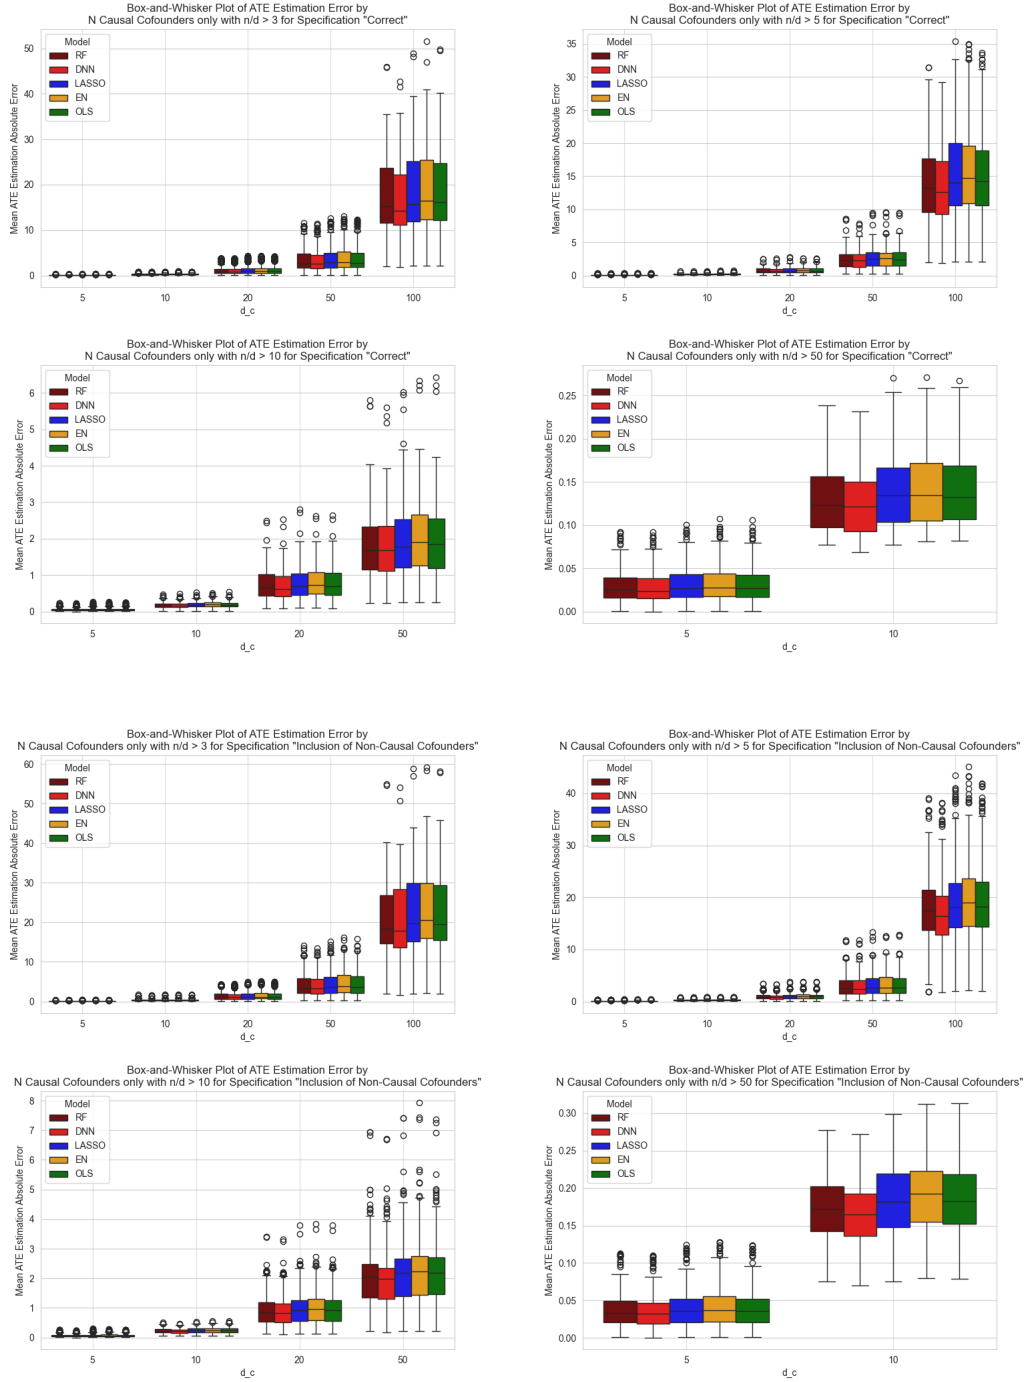 Box-and-Whisker Plot of ATE Estimation Error by
N Causal Cofounders only with n/d > 3 for Specification "Correct"
Mean ATE Estimation Absolute Error
50
40
30
20
10
0
Model
RF
DNN
LASSO
EN
OLS
5
10
20
50
100
d_c
Box-and-Whisker Plot of ATE Estimation Error by
N Causal Cofounders only with n/d > 5 for Specification "Correct"
Mean ATE Estimation Absolute Error
35
30
25
20
15
10
5
0
Model
RF
DNN
LASSO
EN
OLS
5
10
20
50
100
d_c
Box-and-Whisker Plot of ATE Estimation Error by
N Causal Cofounders only with n/d > 10 for Specification "Correct"
Mean ATE Estimation Absolute Error
6
5
4
3
2
1
0
Model
RF
DNN
LASSO
EN
OLS
5
10
20
50
d_c
Box-and-Whisker Plot of ATE Estimation Error by
N Causal Cofounders only with n/d > 50 for Specification "Correct"
Mean ATE Estimation Absolute Error
0.25
0.20
0.15
0.10
0.05
0.00
Model
RF
DNN
LASSO
EN
OLS
5
10
d_c
Box-and-Whisker Plot of ATE Estimation Error by
N Causal Cofounders only with n/d > 3 for Specification "Inclusion of Non-Causal Cofounders"
Mean ATE Estimation Absolute Error
60
50
40
30
20
10
0
Model
RF
DNN
LASSO
EN
OLS
5
10
20
50
100
d_c
Box-and-Whisker Plot of ATE Estimation Error by
N Causal Cofounders only with n/d > 5 for Specification "Inclusion of Non-Causal Cofounders"
Mean ATE Estimation Absolute Error
40
30
20
10
0
Model
RF
DNN
LASSO
EN
OLS
5
10
20
50
100
d_c
Box-and-Whisker Plot of ATE Estimation Error by
N Causal Cofounders only with n/d > 10 for Specification "Inclusion of Non-Causal Cofounders"
Mean ATE Estimation Absolute Error
8
7
6
5
4
3
2
1
0
Model
RF
DNN
LASSO
EN
OLS
5
10
20
50
d_c
Box-and-Whisker Plot of ATE Estimation Error by
N Causal Cofounders only with n/d > 50 for Specification "Inclusion of Non-Causal Cofounders"
Mean ATE Estimation Absolute Error
0.30
0.25
0.20
0.15
0.10
0.05
0.00
Model
RF
DNN
LASSO
EN
OLS
5
10
d_c